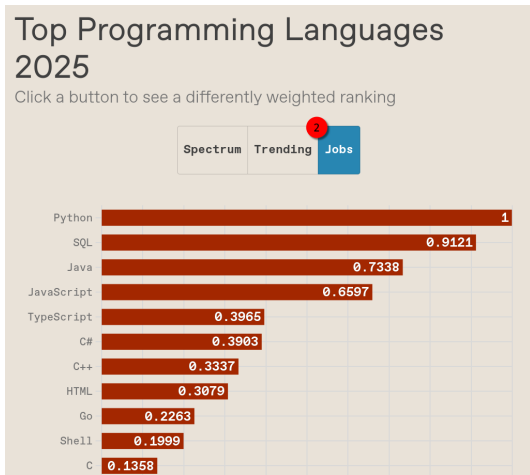 Top Programming Languages
2025
Click a button to see a differently weighted ranking
2
Spectrum Trending Jobs
Python 1
SQL 0.9121
Java 0.7338
JavaScript 0.6597
TypeScript 0.3965
C# 0.3903
C++ 0.3337
HTML 0.3079
Go 0.2263
Shell 0.1999
C 0.1358